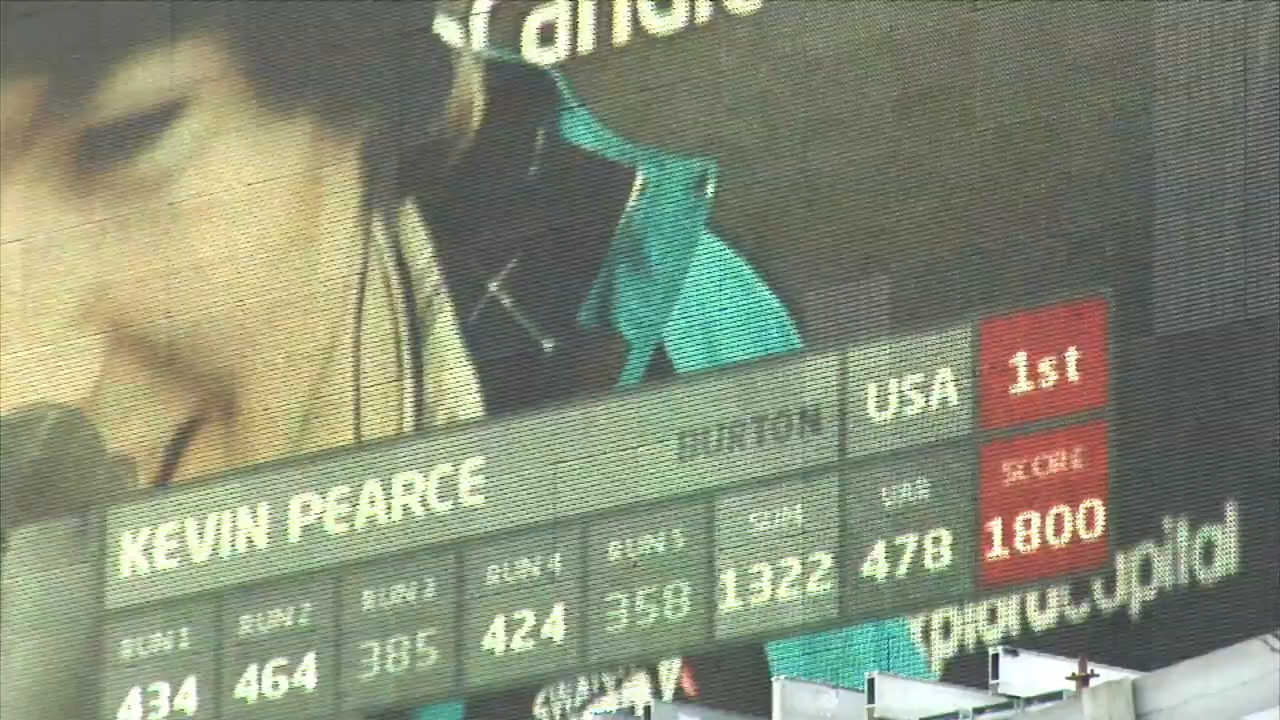 KEVIN PEARCE BURTON USA 1st
RUN 1 RUN 2 RUN 3 RUN 4 RUN 5 SUM VAR SCORE
434 464 385 424 358 1322 478 1800